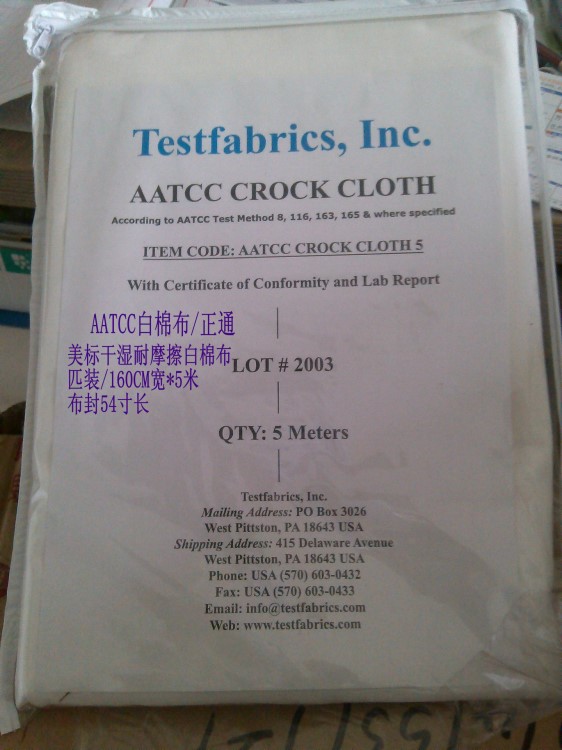 Testfabrics, Inc.
AATCC CROCK CLOTH
According to AATCC Test Method 8, 116, 163, 165 & where specified
ITEM CODE: AATCC CROCK CLOTH 5
With Certificate of Conformity and Lab Report
AATCC白棉布/正通
美标干湿耐摩擦白棉布
匹装/160CM宽*5米
布封54寸长
LOT # 2003
QTY: 5 Meters
Testfabrics, Inc.
Mailing Address: PO Box 3026
West Pittston, PA 18643 USA
Shipping Address: 415 Delaware Avenue
West Pittston, PA 18643 USA
Phone: USA (570) 603-0432
Fax: USA (570) 603-0433
Email: info@testfabrics.com
Web: www.testfabrics.com